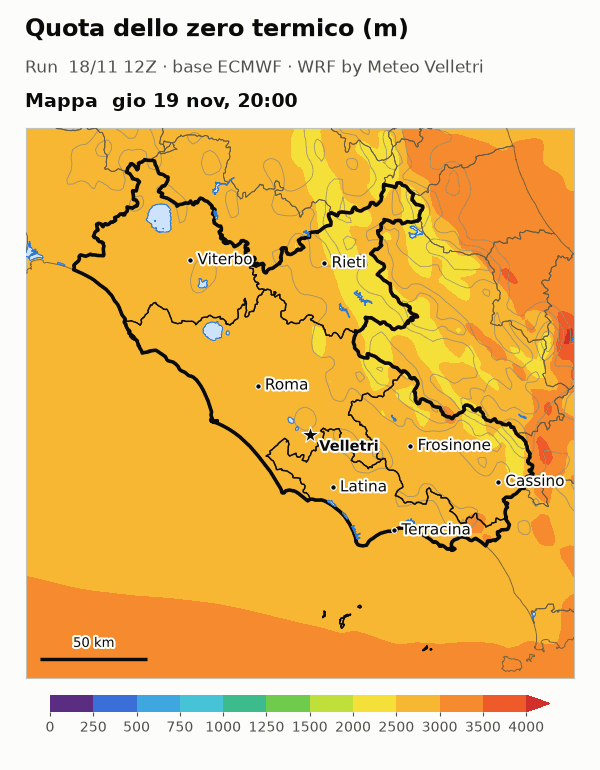 Quota dello zero termico (m)
Run  18/11 12Z · base ECMWF · WRF by Meteo Velletri
Mappa  gio 19 nov, 20:00
Viterbo
Rieti
Roma
Velletri
Frosinone
Cassino
Latina
Terracina
50 km
0 250 500 750 1000 1250 1500 2000 2500 3000 3500 4000